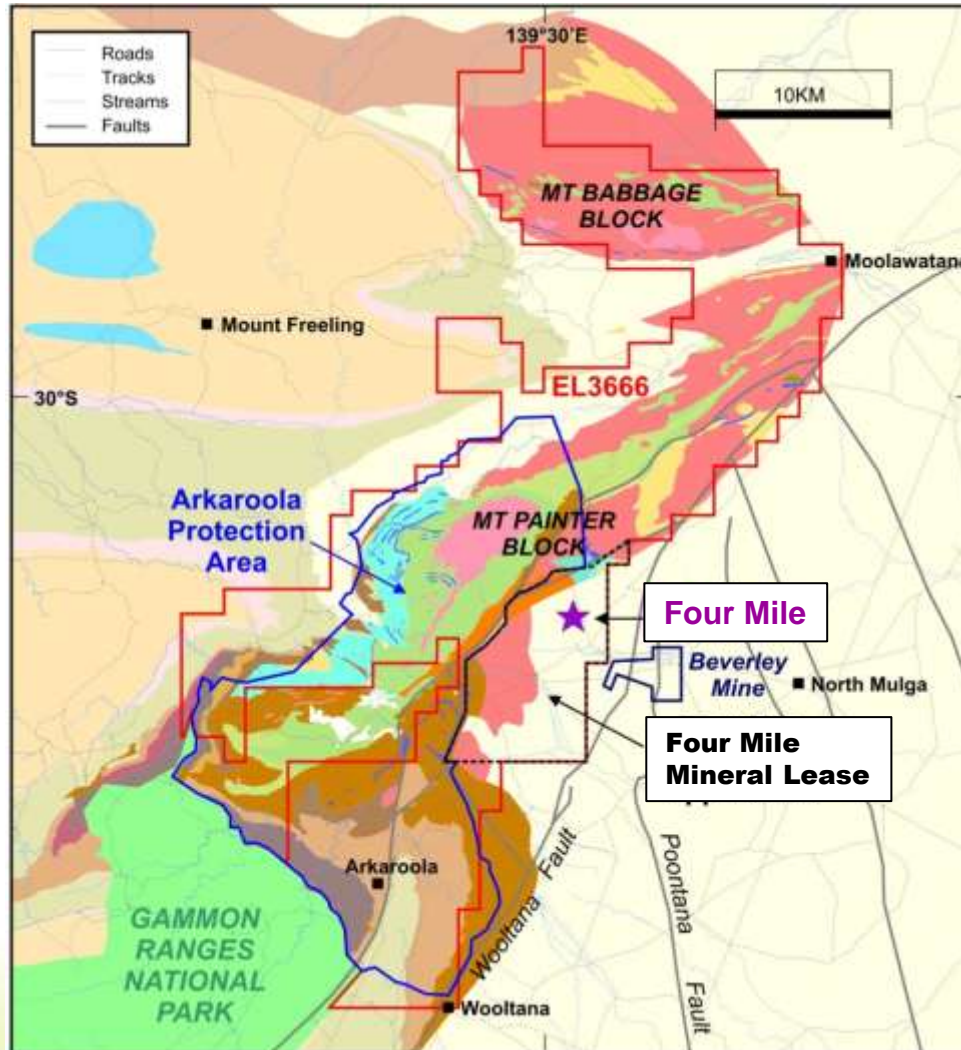 Roads
Tracks
Streams
Faults
139°30'E
10KM
MT BABBAGE
BLOCK
Moolawatana
Mount Freeling
30°S
EL3666
Arkaroola
Protection
Area
MT PAINTER
BLOCK
Four Mile
Beverley
Mine
North Mulga
Four Mile
Mineral Lease
Arkaroola
Wooltana Fault
Poontana
Fault
GAMMON
RANGES
NATIONAL
PARK
Wooltana